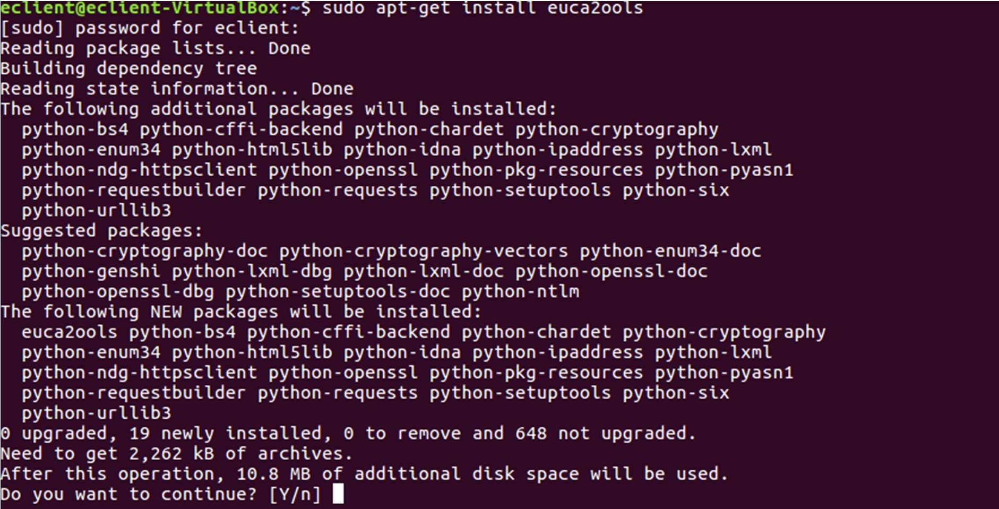 eclient@eclient-VirtualBox:~$ sudo apt-get install euca2ools
[sudo] password for eclient:
Reading package lists... Done
Building dependency tree
Reading state information... Done
The following additional packages will be installed:
  python-bs4 python-cffi-backend python-chardet python-cryptography
  python-enum34 python-html5lib python-idna python-ipaddress python-lxml
  python-ndg-httpsclient python-openssl python-pkg-resources python-pyasn1
  python-requestbuilder python-requests python-setuptools python-six
  python-urllib3
Suggested packages:
  python-cryptography-doc python-cryptography-vectors python-enum34-doc
  python-genshi python-lxml-dbg python-lxml-doc python-openssl-doc
  python-openssl-dbg python-setuptools-doc python-ntlm
The following NEW packages will be installed:
  euca2ools python-bs4 python-cffi-backend python-chardet python-cryptography
  python-enum34 python-html5lib python-idna python-ipaddress python-lxml
  python-ndg-httpsclient python-openssl python-pkg-resources python-pyasn1
  python-requestbuilder python-requests python-setuptools python-six
  python-urllib3
0 upgraded, 19 newly installed, 0 to remove and 648 not upgraded.
Need to get 2,262 kB of archives.
After this operation, 10.8 MB of additional disk space will be used.
Do you want to continue? [Y/n]